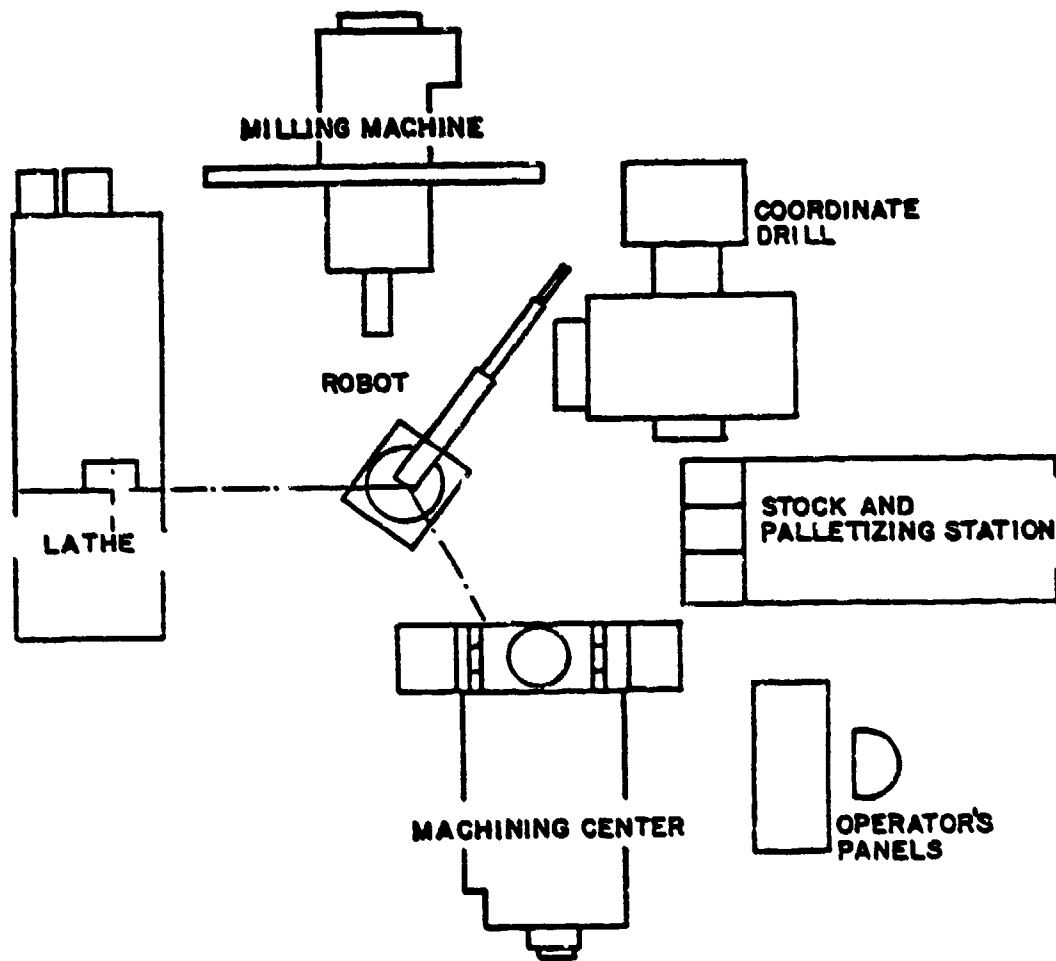 MILLING MACHINE
COORDINATE
DRILL
ROBOT
STOCK AND
PALLETIZING STATION
LATHE
MACHINING CENTER
OPERATOR'S
PANELS